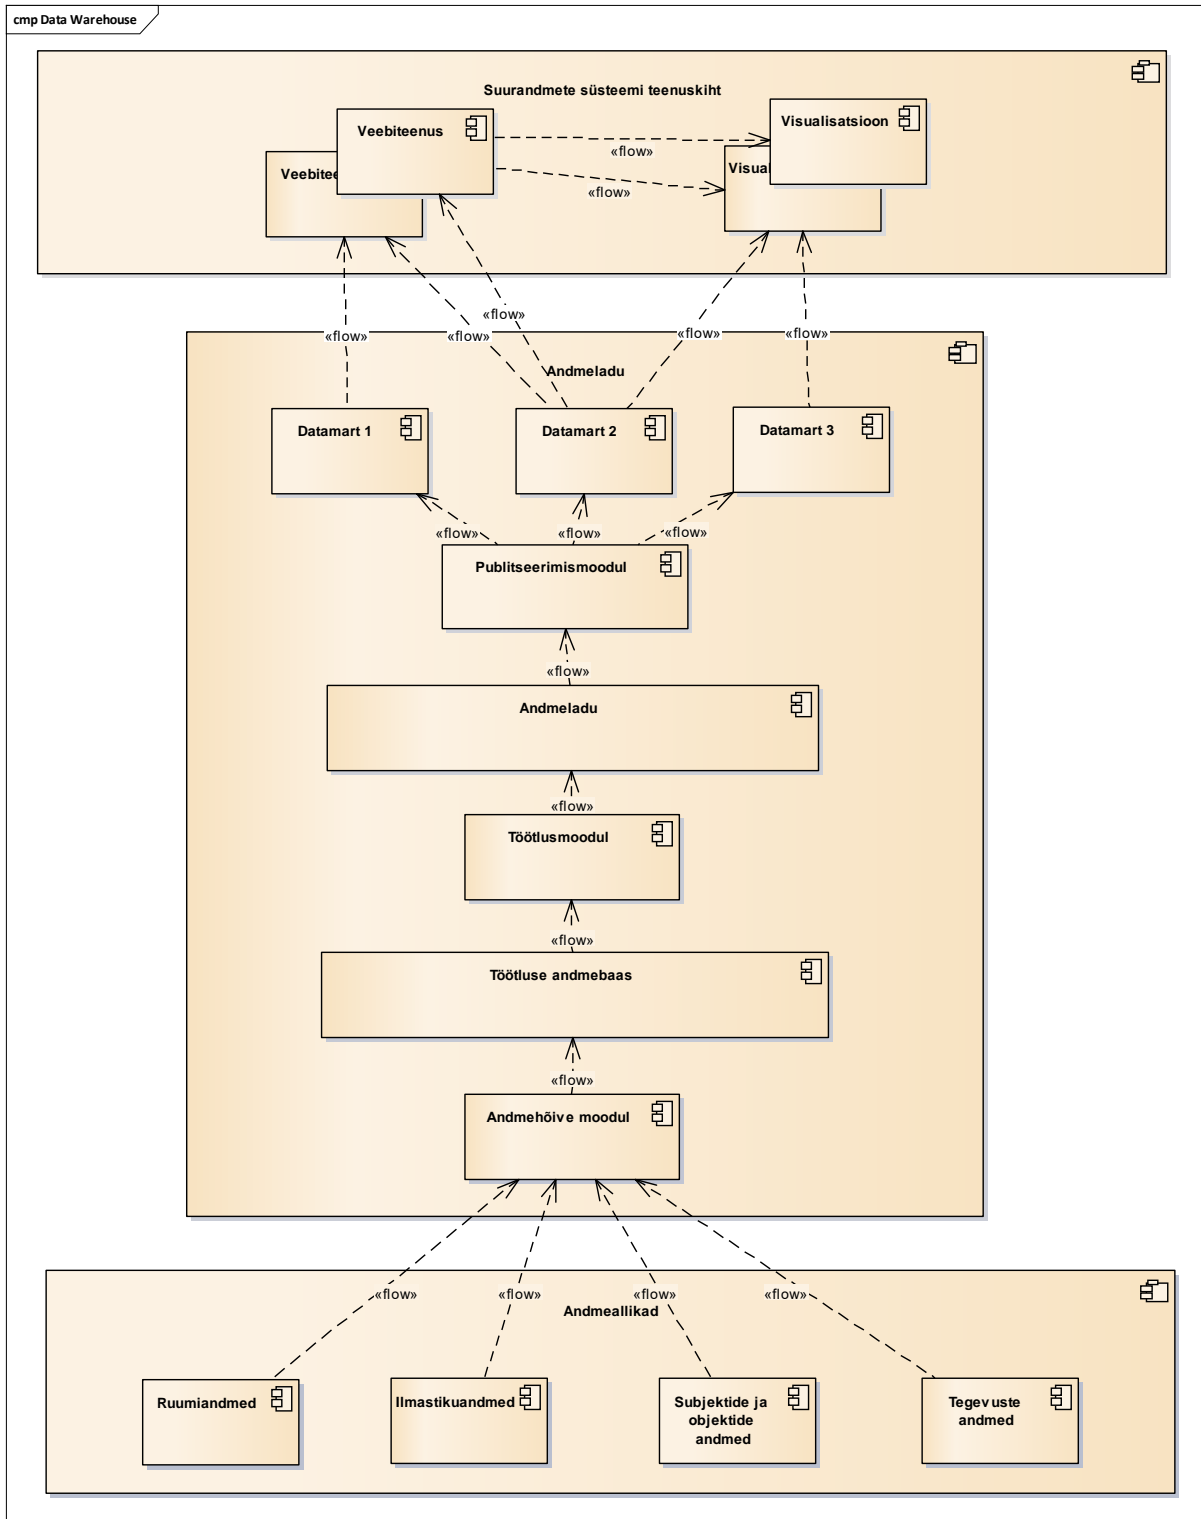 cmp Data Warehouse
Suurandmete süsteemi teenuskiht
Veebiteenus
Visualisatsioon
«flow»
«flow»
«flow»
«flow»
«flow»
«flow»
«flow»
Andmeladu
Datamart 1
Datamart 2
Datamart 3
«flow»
«flow»
«flow»
Publitseerimismoodul
«flow»
Andmeladu
«flow»
Töötlusmoodul
«flow»
Töötluse andmebaas
«flow»
Andmehõive moodul
«flow»
«flow»
«flow»
«flow»
Andmeallikad
Ruumiandmed
Ilmastikuandmed
Subjektide ja
objektide
andmed
Tegevuste
andmed